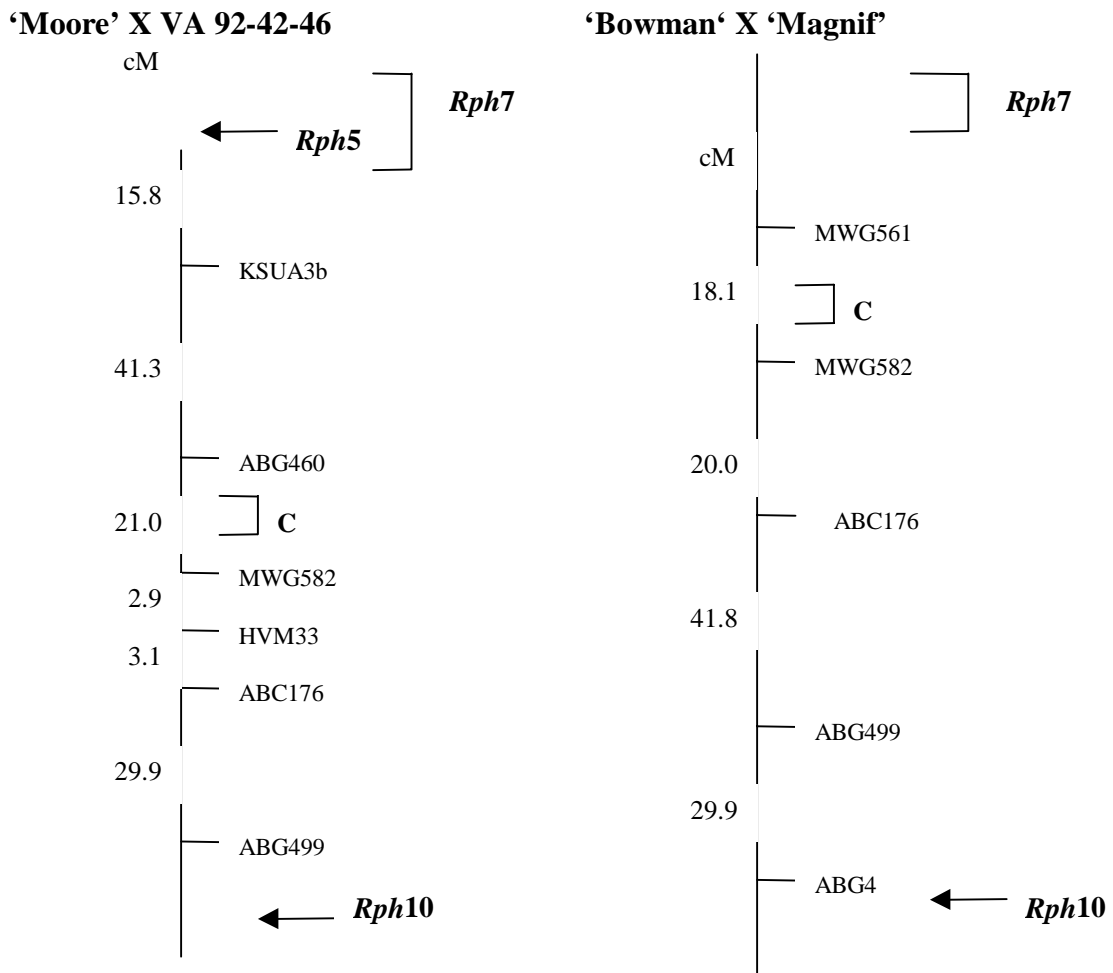 ‘Moore’ X VA 92-42-46
cM
Rph7
Rph5
15.8
KSUA3b
41.3
ABG460
21.0
C
MWG582
2.9
HVM33
3.1
ABC176
29.9
ABG499
Rph10
‘Bowman‘ X ‘Magnif’
Rph7
cM
MWG561
18.1
C
MWG582
20.0
ABC176
41.8
ABG499
29.9
ABG4
Rph10